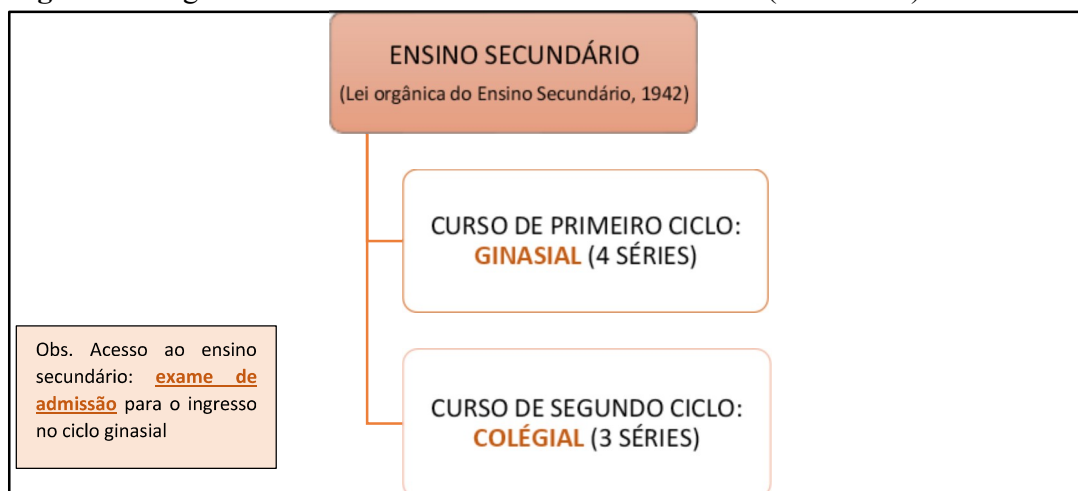 ENSINO SECUNDÁRIO
(Lei orgânica do Ensino Secundário, 1942)
CURSO DE PRIMEIRO CICLO:
GINASIAL (4 SÉRIES)
Obs. Acesso ao ensino
secundário: exame de
admissão para o ingresso
no ciclo ginasial
CURSO DE SEGUNDO CICLO:
COLÉGIAL (3 SÉRIES)